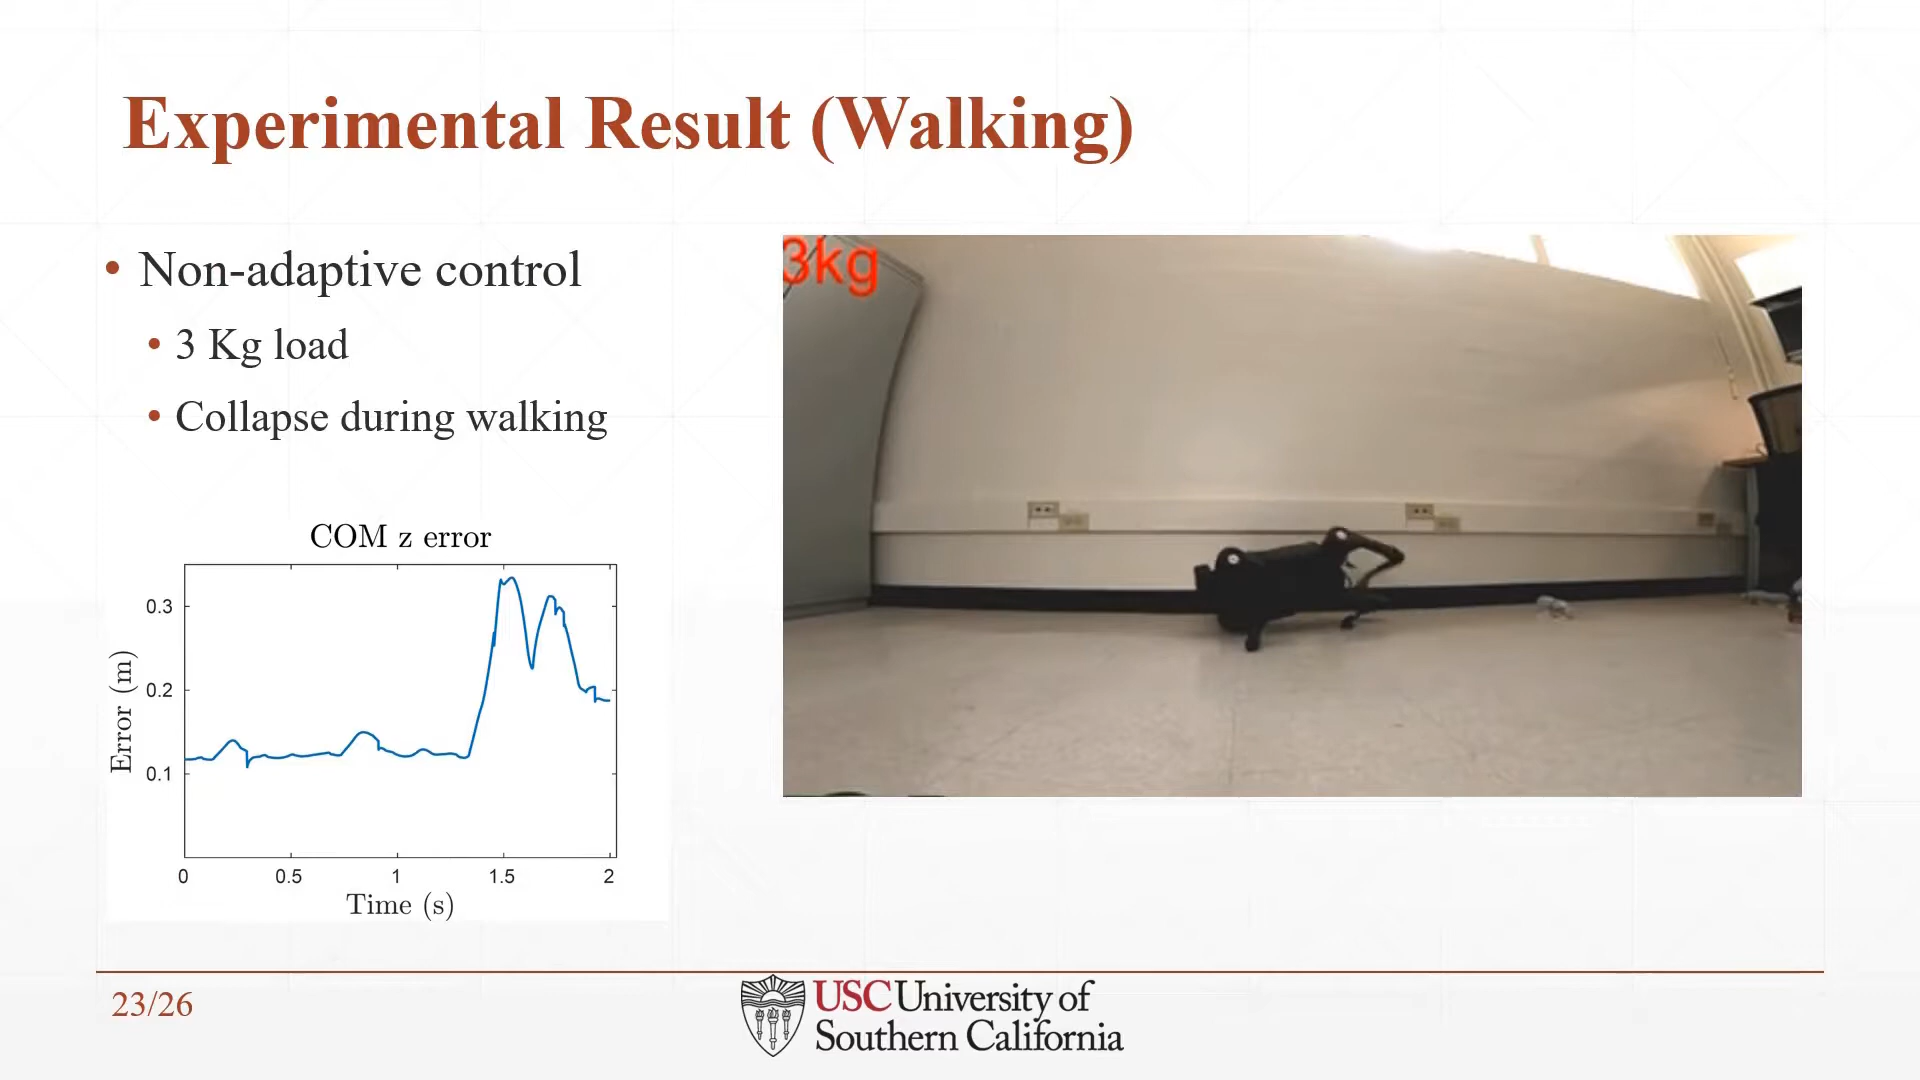 Experimental Result (Walking)
• Non-adaptive control
• 3 Kg load
• Collapse during walking
3kg
COM z error
Error (m)
0.3
0.2
0.1
0 0.5 1 1.5 2
Time (s)
23/26
USC University of
Southern California